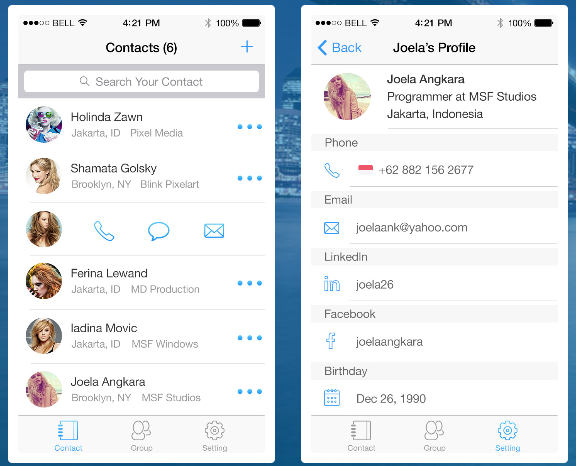 BELL 4:21 PM 100%
Contacts (6) +
Search Your Contact
Holinda Zawn
Jakarta, ID Pixel Media
Shamata Golsky
Brooklyn, NY Blink Pixelart
Ferina Lewand
Jakarta, ID MD Production
Iadina Movic
Jakarta, ID MSF Windows
Joela Angkara
Brooklyn, NY MSF Studios
Contact Group Setting
BELL 4:21 PM 100%
Back Joela's Profile
Joela Angkara
Programmer at MSF Studios
Jakarta, Indonesia
Phone
+62 882 156 2677
Email
joelaank@yahoo.com
LinkedIn
in joela26
Facebook
f joelaangkara
Birthday
Dec 26, 1990
Contact Group Setting